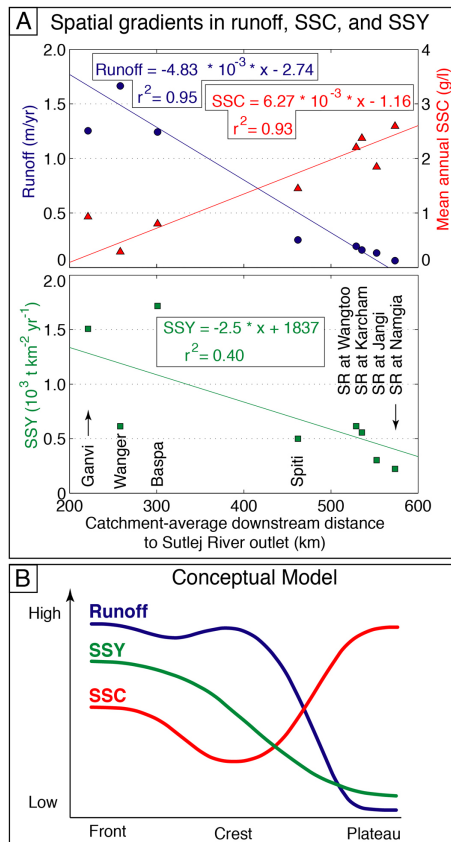 A
Spatial gradients in runoff, SSC, and SSY
2.0
1.5
1.0
0.5
0
Runoff (m/yr)
Runoff = -4.83 * 10⁻³ * x - 2.74
r² = 0.95
SSC = 6.27 * 10⁻³ * x - 1.16
r² = 0.93
4
3
2
1
0
Mean annual SSC (g/l)
2.0
1.5
1.0
0.5
0
SSY (10³ t km⁻² yr⁻¹)
SSY = -2.5 * x + 1837
r² = 0.40
Ganvi
Wanger
Baspa
Spiti
SR at Wangtoo
SR at Karcham
SR at Jangi
SR at Namgia
200 300 400 500 600
Catchment-average downstream distance
to Sutlej River outlet (km)
B
Conceptual Model
High
Low
Runoff
SSY
SSC
Front Crest Plateau